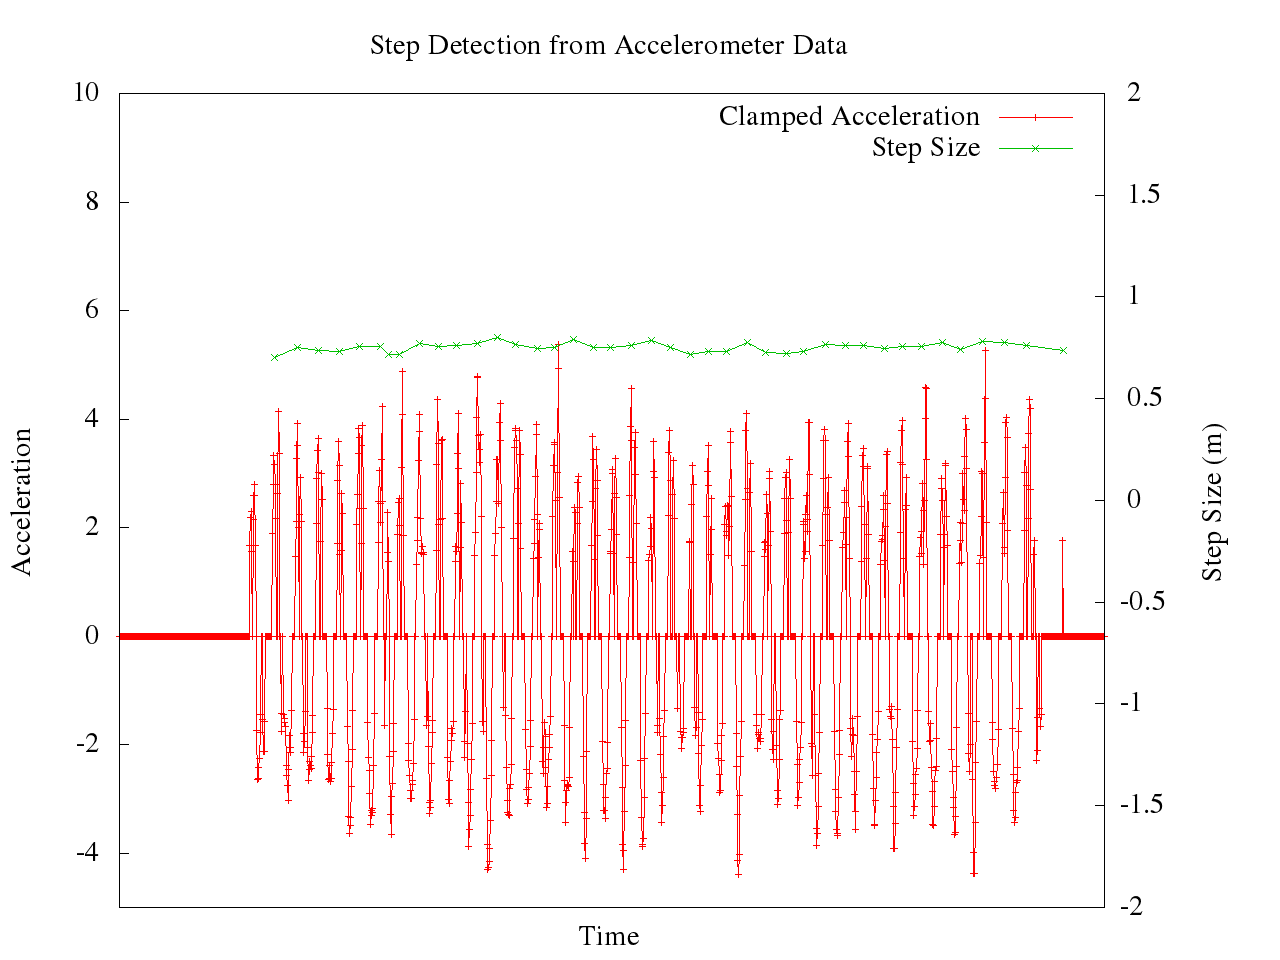 Step Detection from Accelerometer Data
10
8
6
4
2
0
-2
-4
2
1.5
1
0.5
0
-0.5
-1
-1.5
-2
Clamped Acceleration
Step Size
Acceleration
Step Size (m)
Time